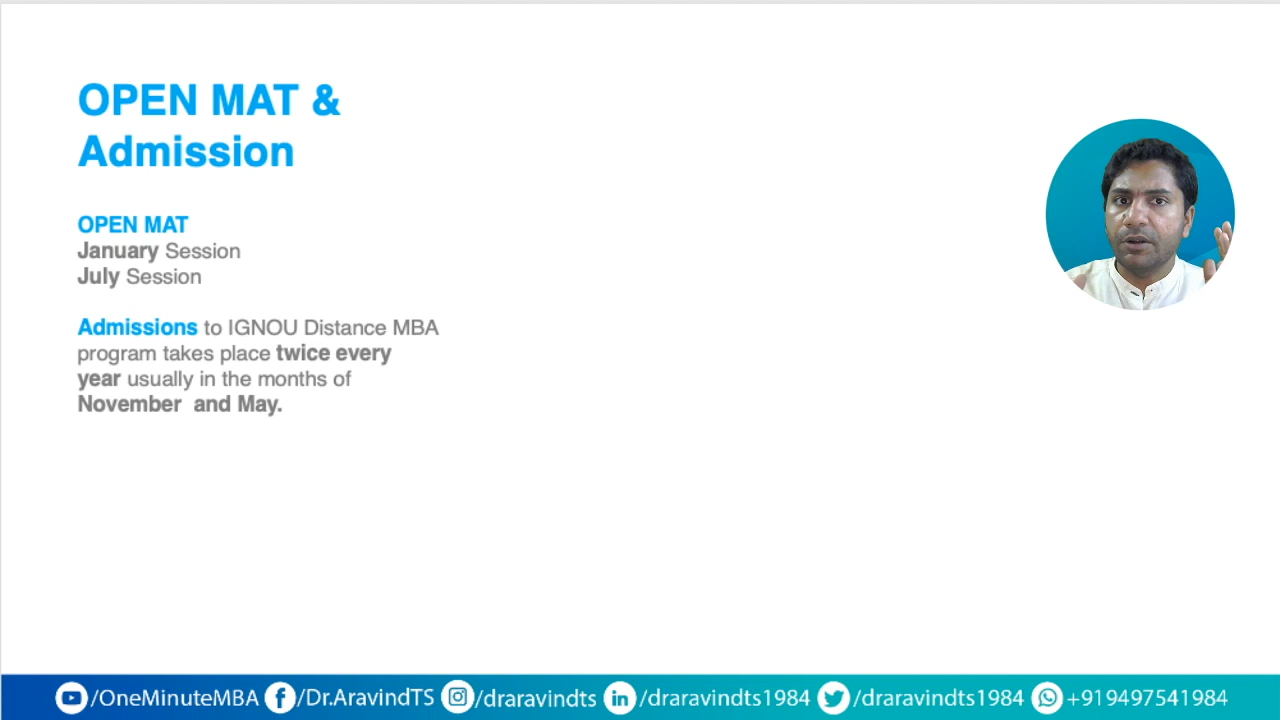 OPEN MAT &
Admission
OPEN MAT
January Session
July Session
Admissions to IGNOU Distance MBA
program takes place twice every
year usually in the months of
November and May.
/OneMinuteMBA /Dr.AravindTS /draravindts /draravindts1984 /draravindts1984 +919497541984